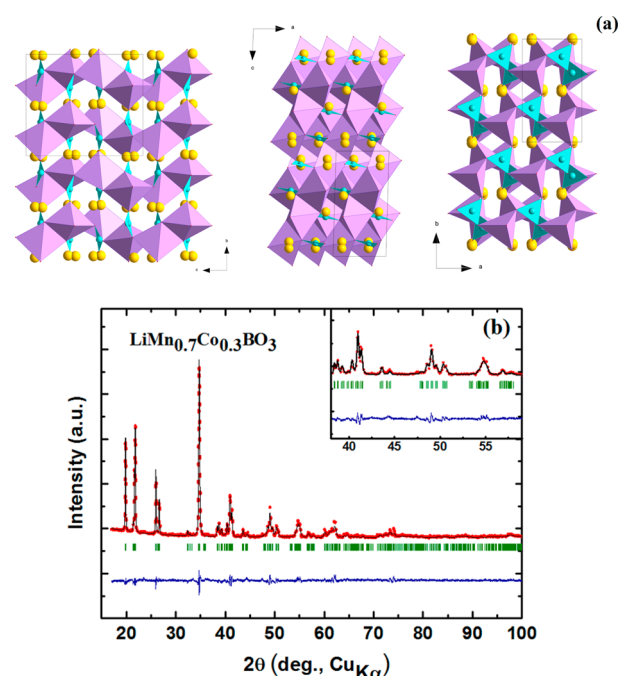 (a)
a
c
b
a
b
a
(b)
LiMn0.7Co0.3BO3
40 45 50 55
Intensity (a.u.)
20 30 40 50 60 70 80 90 100
2θ (deg., CuKα)